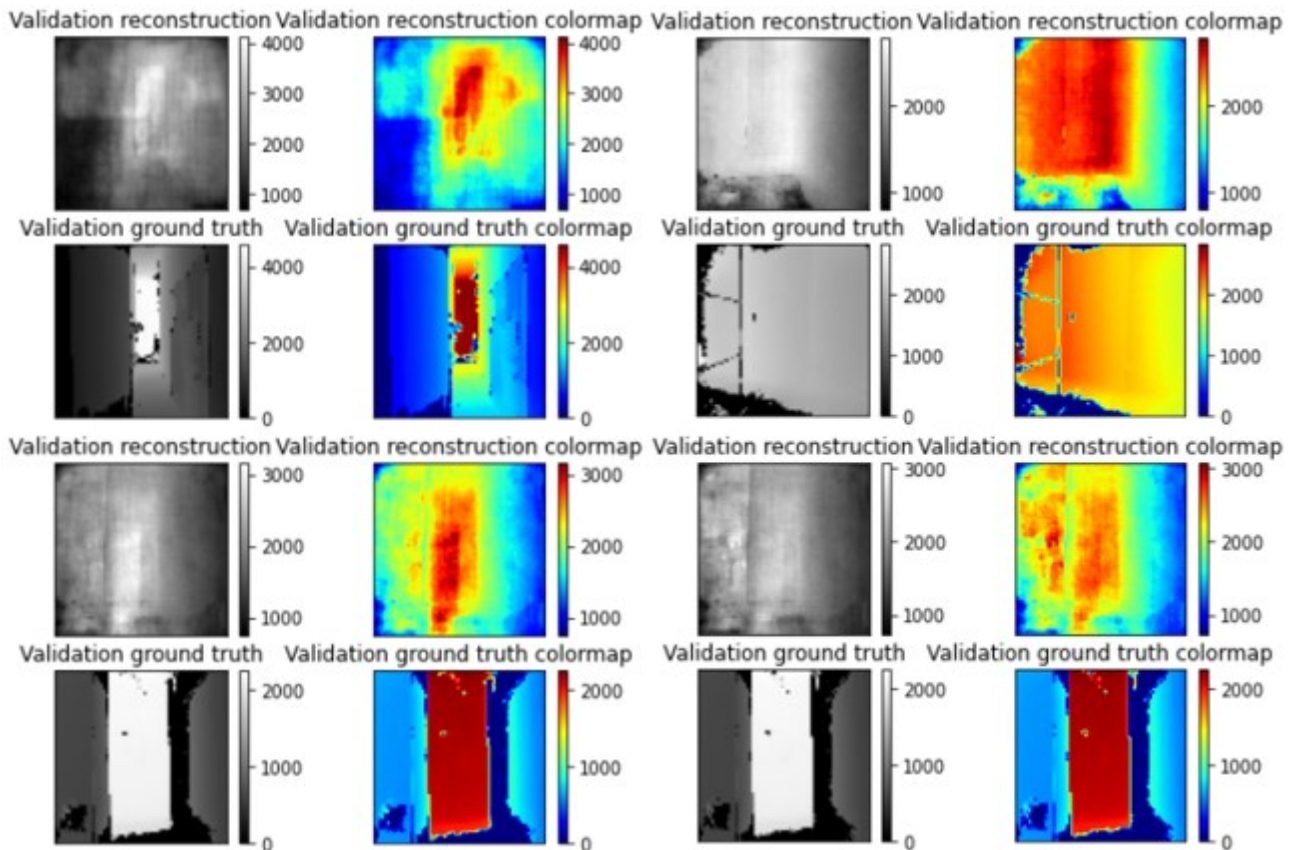 Validation reconstruction Validation reconstruction colormap Validation reconstruction Validation reconstruction colormap
4000 4000
3000 3000 2000 2000
2000 2000
1000 1000 1000 1000
Validation ground truth Validation ground truth colormap Validation ground truth Validation ground truth colormap
4000 4000
2000 2000
2000 2000 1000 1000
0 0 0 0
Validation reconstruction Validation reconstruction colormap Validation reconstruction Validation reconstruction colormap
3000 3000 3000 3000
2000 2000 2000 2000
1000 1000 1000 1000
Validation ground truth Validation ground truth colormap Validation ground truth Validation ground truth colormap
2000 2000 2000 2000
1000 1000 1000 1000
0 0 0 0